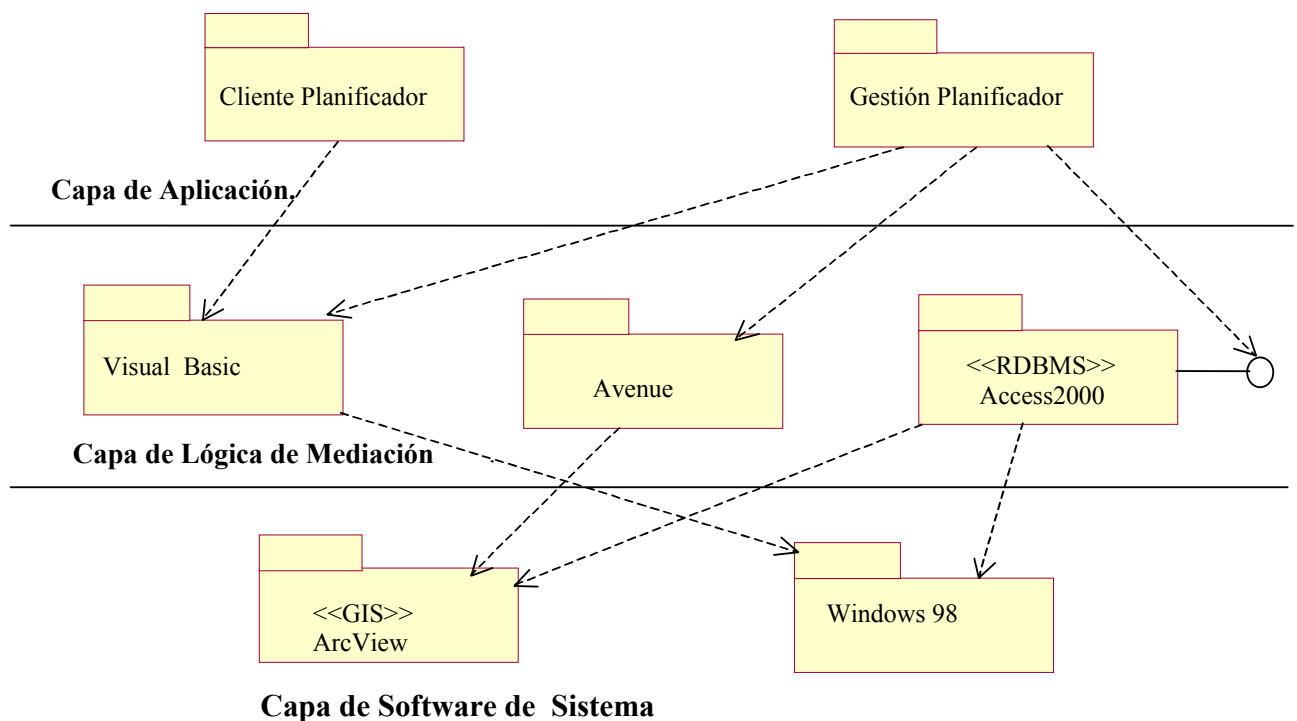 Cliente Planificador
Gestión Planificador
Capa de Aplicación.
Visual Basic
Avenue
<<RDBMS>>
Access2000
Capa de Lógica de Mediación .
<<GIS>>
ArcView
Windows 98
Capa de Software de Sistema